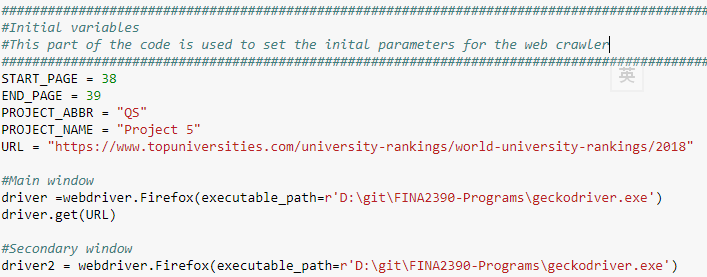 ################################################################################################
#Initial variables
#This part of the code is used to set the inital parameters for the web crawler
################################################################################################
英
START_PAGE = 38
END_PAGE = 39
PROJECT_ABBR = "QS"
PROJECT_NAME = "Project 5"
URL = "https://www.topuniversities.com/university-rankings/world-university-rankings/2018"
#Main window
driver =webdriver.Firefox(executable_path=r'D:\git\FINA2390-Programs\geckodriver.exe')
driver.get(URL)
#Secondary window
driver2 = webdriver.Firefox(executable_path=r'D:\git\FINA2390-Programs\geckodriver.exe')